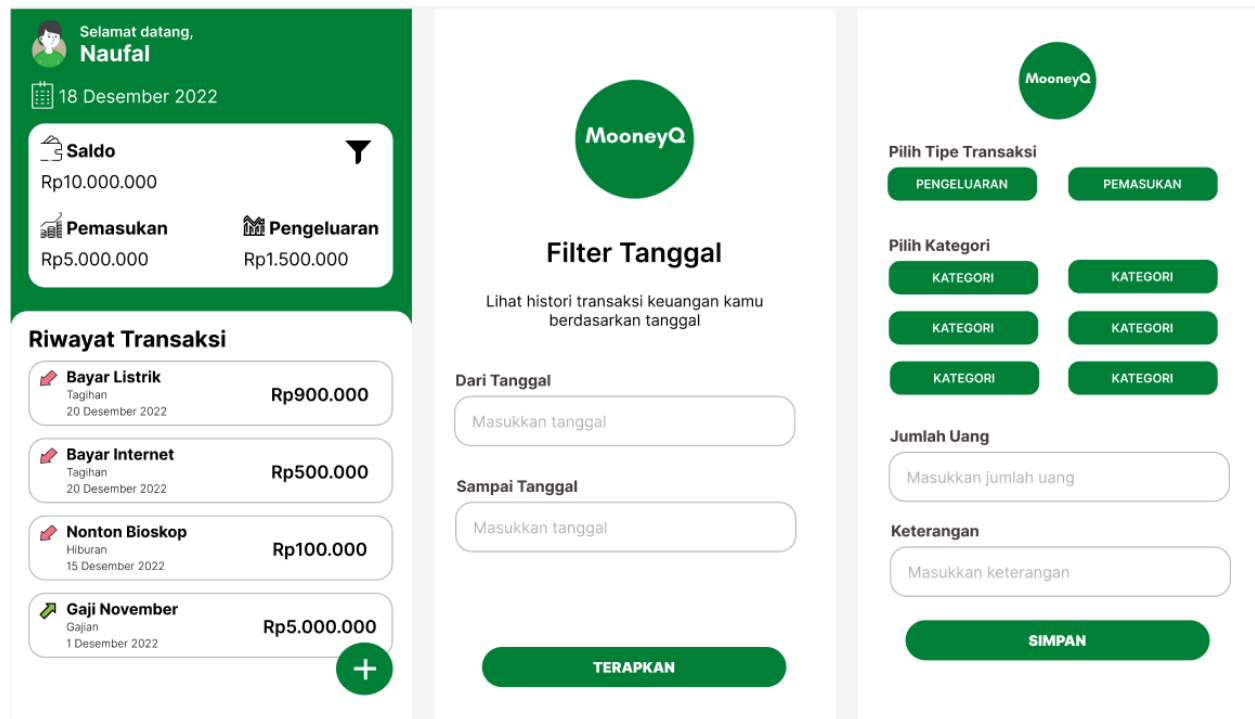 Selamat datang,
Naufal
18 Desember 2022
Saldo
Rp10.000.000
Pemasukan
Pengeluaran
Rp5.000.000
Rp1.500.000
Riwayat Transaksi
Bayar Listrik
Tagihan
20 Desember 2022
Rp900.000
Bayar Internet
Tagihan
20 Desember 2022
Rp500.000
Nonton Bioskop
Hiburan
15 Desember 2022
Rp100.000
Gaji November
Gajian
1 Desember 2022
Rp5.000.000
+
MooneyQ
Filter Tanggal
Lihat histori transaksi keuangan kamu
berdasarkan tanggal
Dari Tanggal
Masukkan tanggal
Sampai Tanggal
Masukkan tanggal
TERAPKAN
MooneyQ
Pilih Tipe Transaksi
PENGELUARAN
PEMASUKAN
Pilih Kategori
KATEGORI
KATEGORI
KATEGORI
KATEGORI
KATEGORI
KATEGORI
Jumlah Uang
Masukkan jumlah uang
Keterangan
Masukkan keterangan
SIMPAN